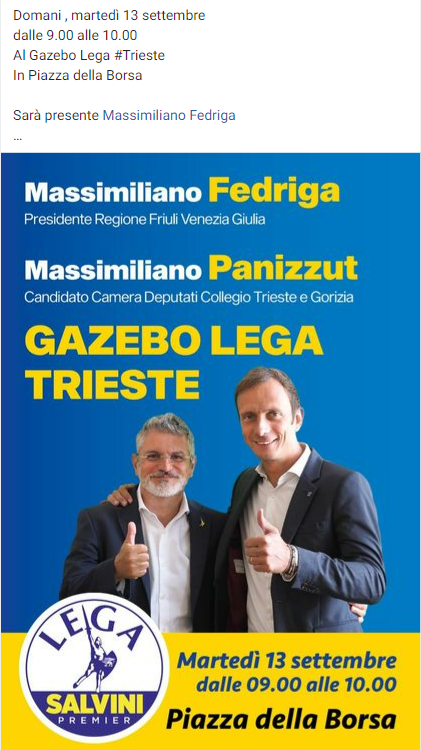 Domani , martedì 13 settembre
dalle 9.00 alle 10.00
Al Gazebo Lega #Trieste
In Piazza della Borsa
Sarà presente Massimiliano Fedriga
...
Massimiliano Fedriga
Presidente Regione Friuli Venezia Giulia
Massimiliano Panizzut
Candidato Camera Deputati Collegio Trieste e Gorizia
GAZEBO LEGA
TRIESTE
LEGA
SALVINI
PREMIER
Martedì 13 settembre
dalle 09.00 alle 10.00
Piazza della Borsa